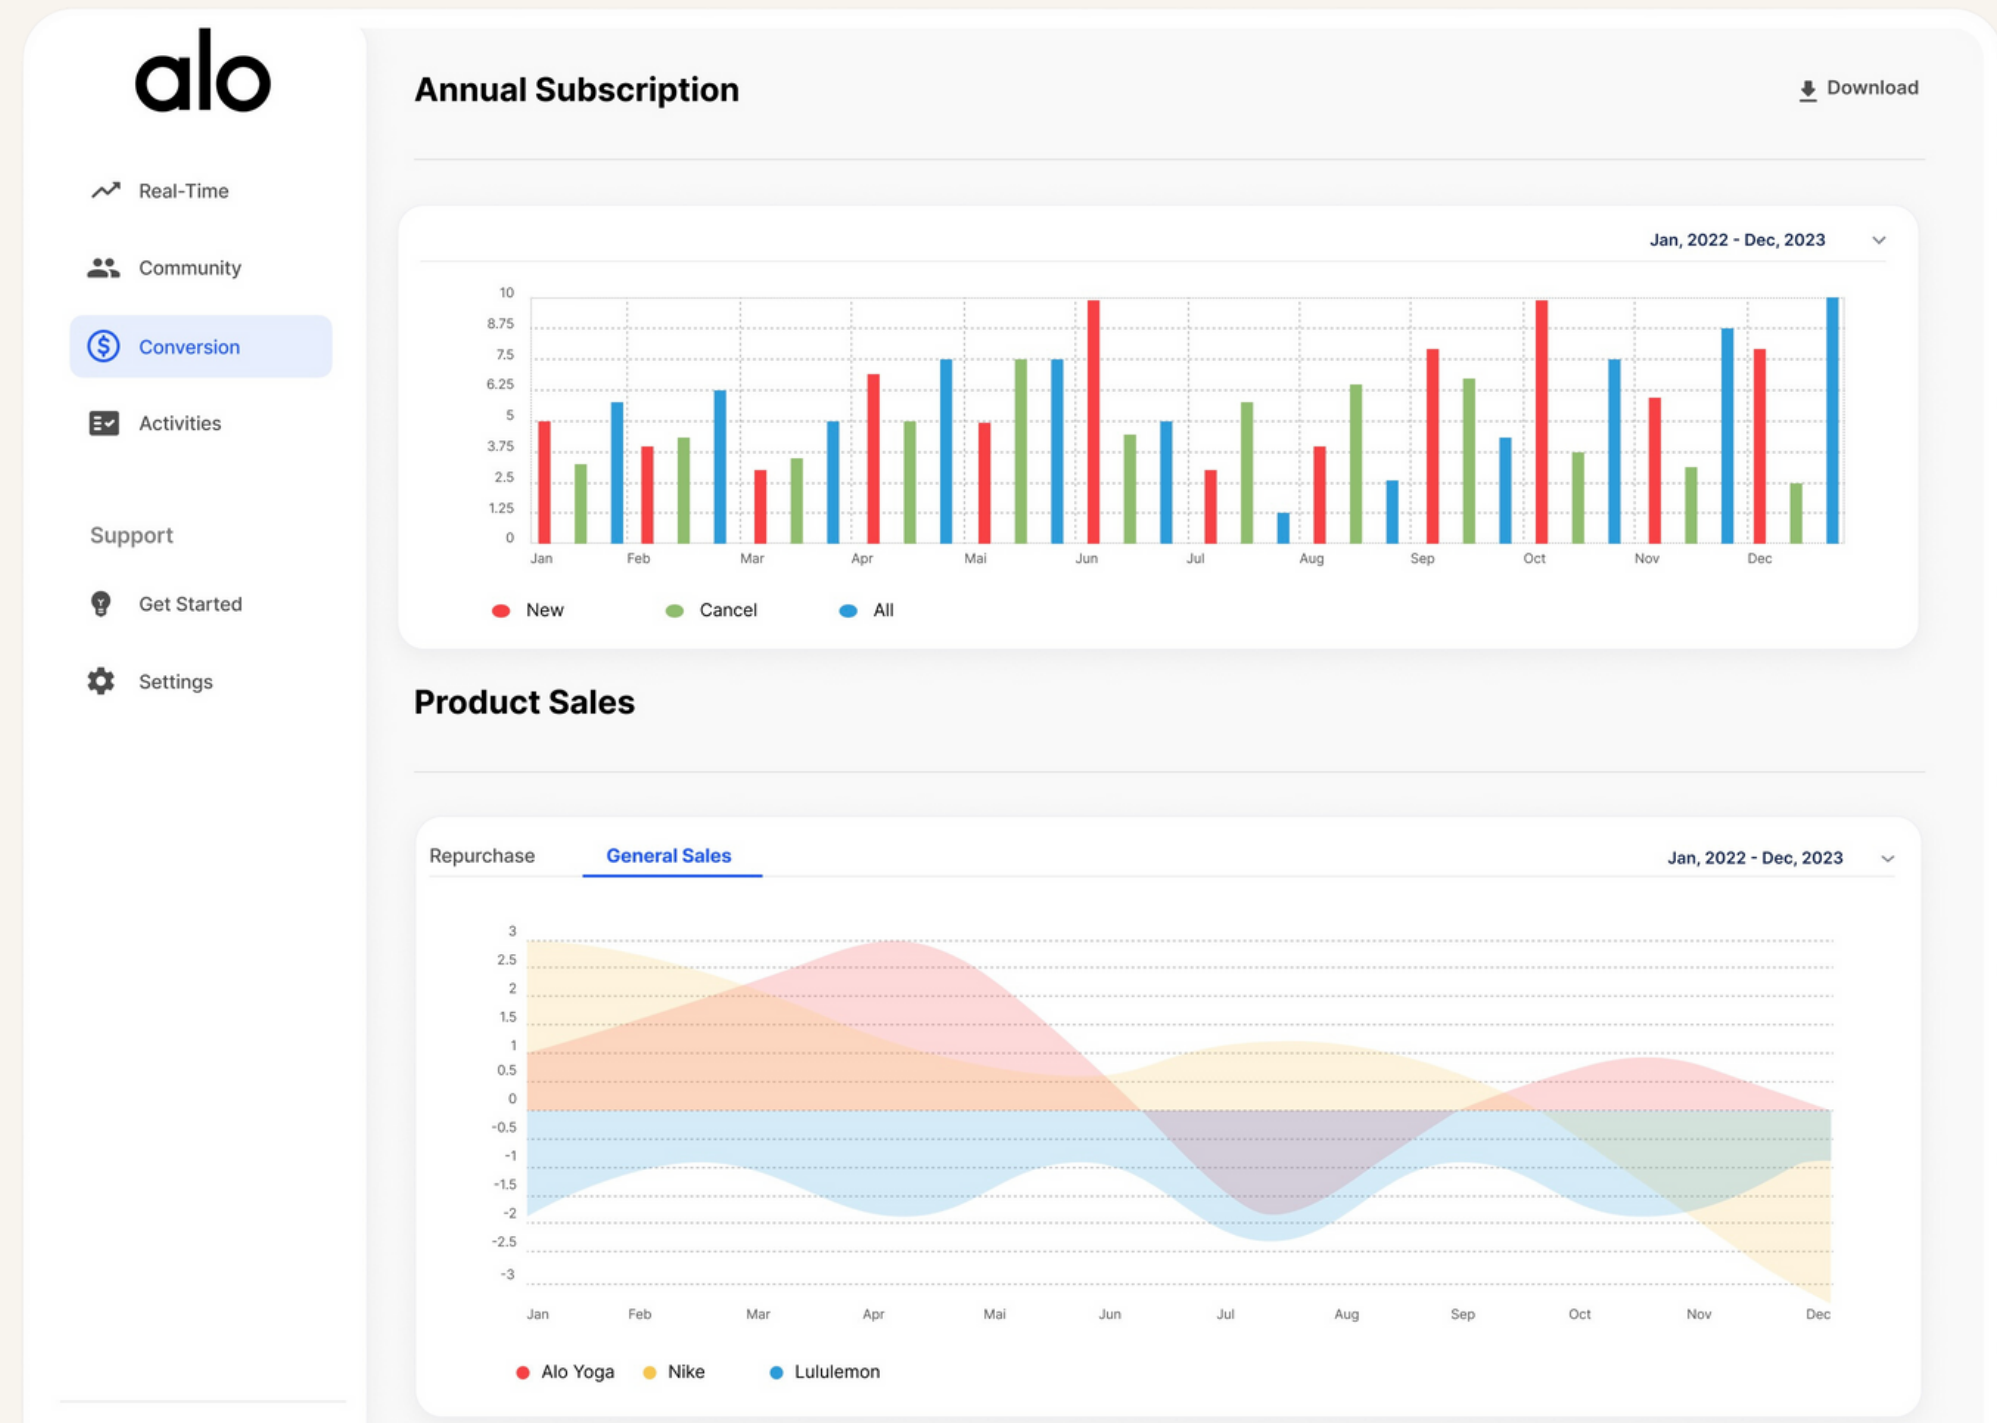 alo
Real-Time
Community
Conversion
Activities
Support
Get Started
Settings
Annual Subscription
Download
Jan, 2022 - Dec, 2023
10
8.75
7.5
6.25
5
3.75
2.5
1.25
0
Jan Feb Mar Apr Mai Jun Jul Aug Sep Oct Nov Dec
New Cancel All
Product Sales
Repurchase General Sales Jan, 2022 - Dec, 2023
3
2.5
2
1.5
1
0.5
0
-0.5
-1
-1.5
-2
-2.5
-3
Jan Feb Mar Apr Mai Jun Jul Aug Sep Oct Nov Dec
Alo Yoga Nike Lululemon